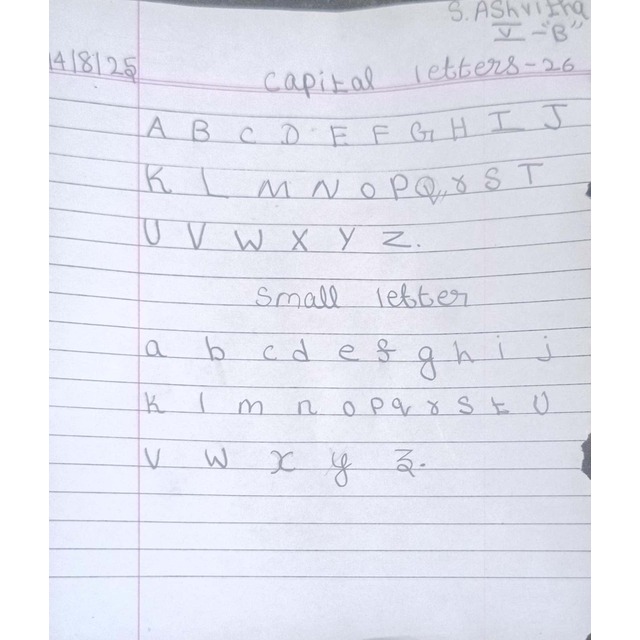 S. AShvitha
V - "B"
14/8/25
capital letters - 26
A B C D E F G H I J
K L M N O P Q r S T
U V W X Y Z.
small letter
a b c d e f g h i j
k l m n o p q r s t U
V W x y z.